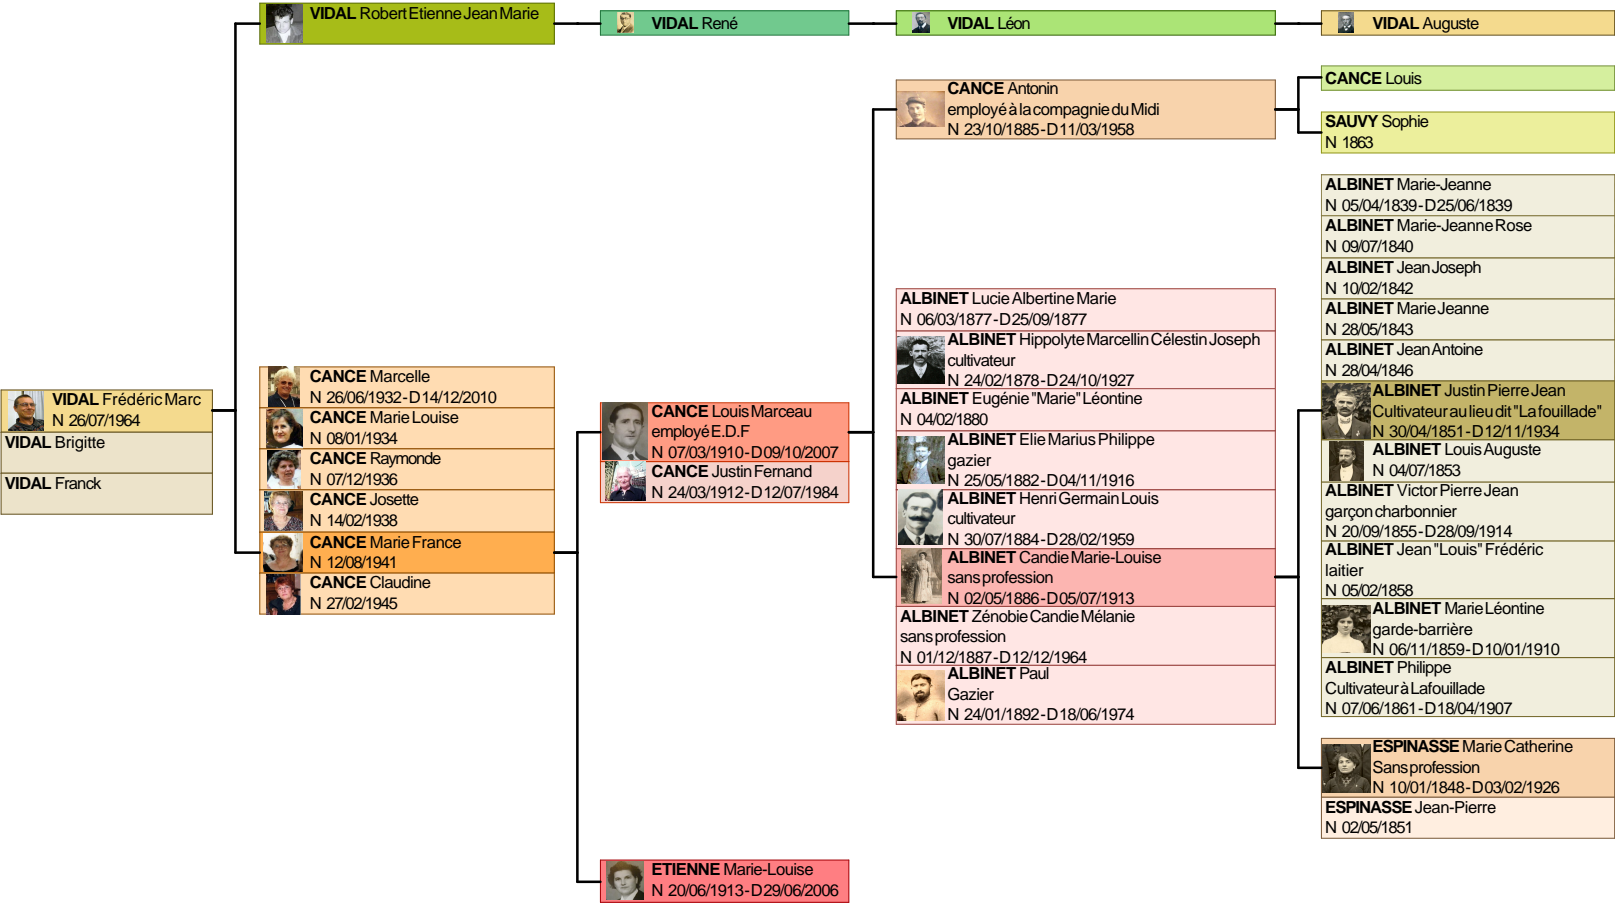 VIDAL Frédéric Marc
N 26/07/1964
VIDAL Brigitte
VIDAL Franck
VIDAL Robert Etienne Jean Marie
CANCE Marcelle
N 26/06/1932-D14/12/2010
CANCE Marie Louise
N 08/01/1934
CANCE Raymonde
N 07/12/1936
CANCE Josette
N 14/02/1938
CANCE Marie France
N 12/08/1941
CANCE Claudine
N 27/02/1945
VIDAL René
CANCE Louis Marceau
employé E.D.F
N 07/03/1910-D09/10/2007
CANCE Justin Fernand
N 24/03/1912-D12/07/1984
ETIENNE Marie-Louise
N 20/06/1913-D29/06/2006
VIDAL Léon
CANCE Antonin
employé à la compagnie du Midi
N 23/10/1885-D11/03/1958
ALBINET Lucie Albertine Marie
N 06/03/1877-D25/09/1877
ALBINET Hippolyte Marcellin Célestin Joseph
cultivateur
N 24/02/1878-D24/10/1927
ALBINET Eugénie "Marie" Léontine
N 04/02/1880
ALBINET Elie Marius Philippe
gazier
N 25/05/1882-D04/11/1916
ALBINET Henri Germain Louis
cultivateur
N 30/07/1884-D28/02/1959
ALBINET Candie Marie-Louise
sans profession
N 02/05/1886-D05/07/1913
ALBINET Zénobie Candie Mélanie
sans profession
N 01/12/1887-D12/12/1964
ALBINET Paul
Gazier
N 24/01/1892-D18/06/1974
VIDAL Auguste
CANCE Louis
SAUVY Sophie
N 1863
ALBINET Marie-Jeanne
N 05/04/1839-D25/06/1839
ALBINET Marie-Jeanne Rose
N 09/07/1840
ALBINET Jean Joseph
N 10/02/1842
ALBINET Marie Jeanne
N 28/05/1843
ALBINET Jean Antoine
N 28/04/1846
ALBINET Justin Pierre Jean
Cultivateur au lieu dit "La fouillade"
N 30/04/1851-D12/11/1934
ALBINET Louis Auguste
N 04/07/1853
ALBINET Victor Pierre Jean
garçon charbonnier
N 20/09/1855-D28/09/1914
ALBINET Jean "Louis" Frédéric
laitier
N 05/02/1858
ALBINET Marie Léontine
garde-barrière
N 06/11/1859-D10/01/1910
ALBINET Philippe
Cultivateur à Lafouillade
N 07/06/1861-D18/04/1907
ESPINASSE Marie Catherine
Sans profession
N 10/01/1848-D03/02/1926
ESPINASSE Jean-Pierre
N 02/05/1851